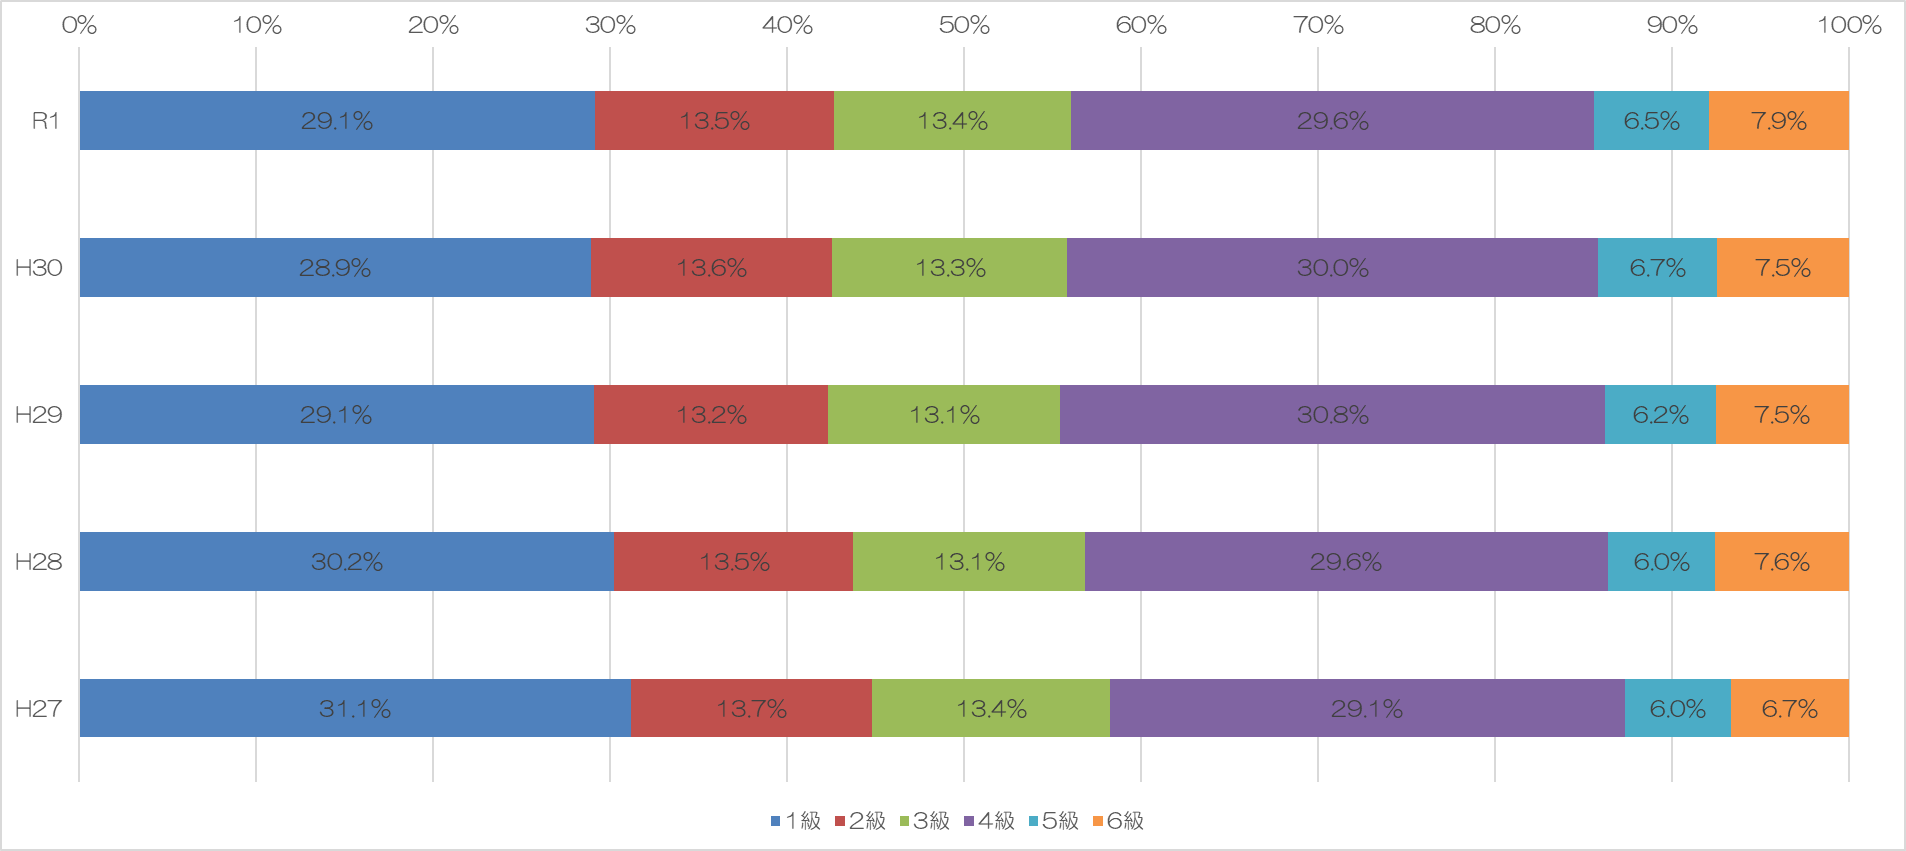 0% 10% 20% 30% 40% 50% 60% 70% 80% 90% 100%
R1 29.1% 13.5% 13.4% 29.6% 6.5% 7.9%
H30 28.9% 13.6% 13.3% 30.0% 6.7% 7.5%
H29 29.1% 13.2% 13.1% 30.8% 6.2% 7.5%
H28 30.2% 13.5% 13.1% 29.6% 6.0% 7.6%
H27 31.1% 13.7% 13.4% 29.1% 6.0% 6.7%
1級 2級 3級 4級 5級 6級